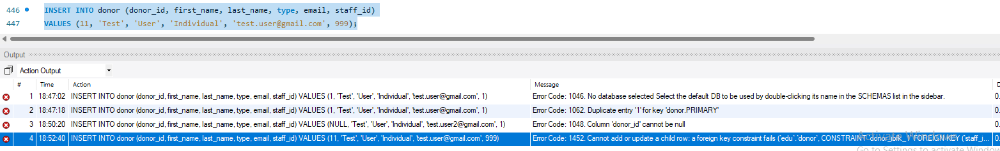 446 INSERT INTO donor (donor_id, first_name, last_name, type, email, staff_id)
447 VALUES (11, 'Test', 'User', 'Individual', 'test.user@gmail.com', 999);
Output
Action Output
# Time Action Message D
1 18:47:02 INSERT INTO donor (donor_id, first_name, last_name, type, email, staff_id) VALUES (1, 'Test', 'User', 'Individual', 'test.user@gmail.com', 1) Error Code: 1046. No database selected Select the default DB to be used by double-clicking its name in the SCHEMAS list in the sidebar. 0.
2 18:47:18 INSERT INTO donor (donor_id, first_name, last_name, type, email, staff_id) VALUES (1, 'Test', 'User', 'Individual', 'test.user@gmail.com', 1) Error Code: 1062. Duplicate entry '1' for key 'donor.PRIMARY' 0.
3 18:50:20 INSERT INTO donor (donor_id, first_name, last_name, type, email, staff_id) VALUES (NULL, 'Test', 'User', 'Individual', 'test.user2@gmail.com', 1) Error Code: 1048. Column 'donor_id' cannot be null 0.
4 18:52:40 INSERT INTO donor (donor_id, first_name, last_name, type, email, staff_id) VALUES (11, 'Test', 'User', 'Individual', 'test.user@gmail.com', 999) Error Code: 1452. Cannot add or update a child row: a foreign key constraint fails (`edu`.`donor`, CONSTRAINT `donor_ibfk_1` FOREIGN KEY (`staff_i... 0.
Activate Windows
Go to Settings to activate Window